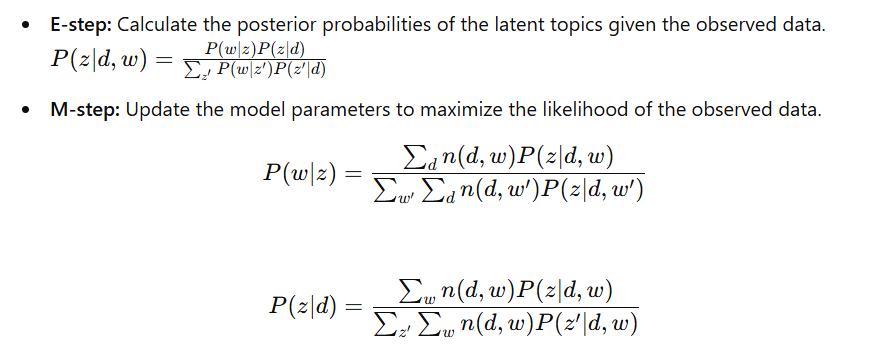 • E-step: Calculate the posterior probabilities of the latent topics given the observed data.
P(z|d, w) = \frac{P(w|z)P(z|d)}{\sum_{z'} P(w|z')P(z'|d)}
• M-step: Update the model parameters to maximize the likelihood of the observed data.
P(w|z) = \frac{\sum_d n(d, w)P(z|d, w)}{\sum_{w'} \sum_d n(d, w')P(z|d, w')}
P(z|d) = \frac{\sum_w n(d, w)P(z|d, w)}{\sum_{z'} \sum_w n(d, w)P(z'|d, w)}